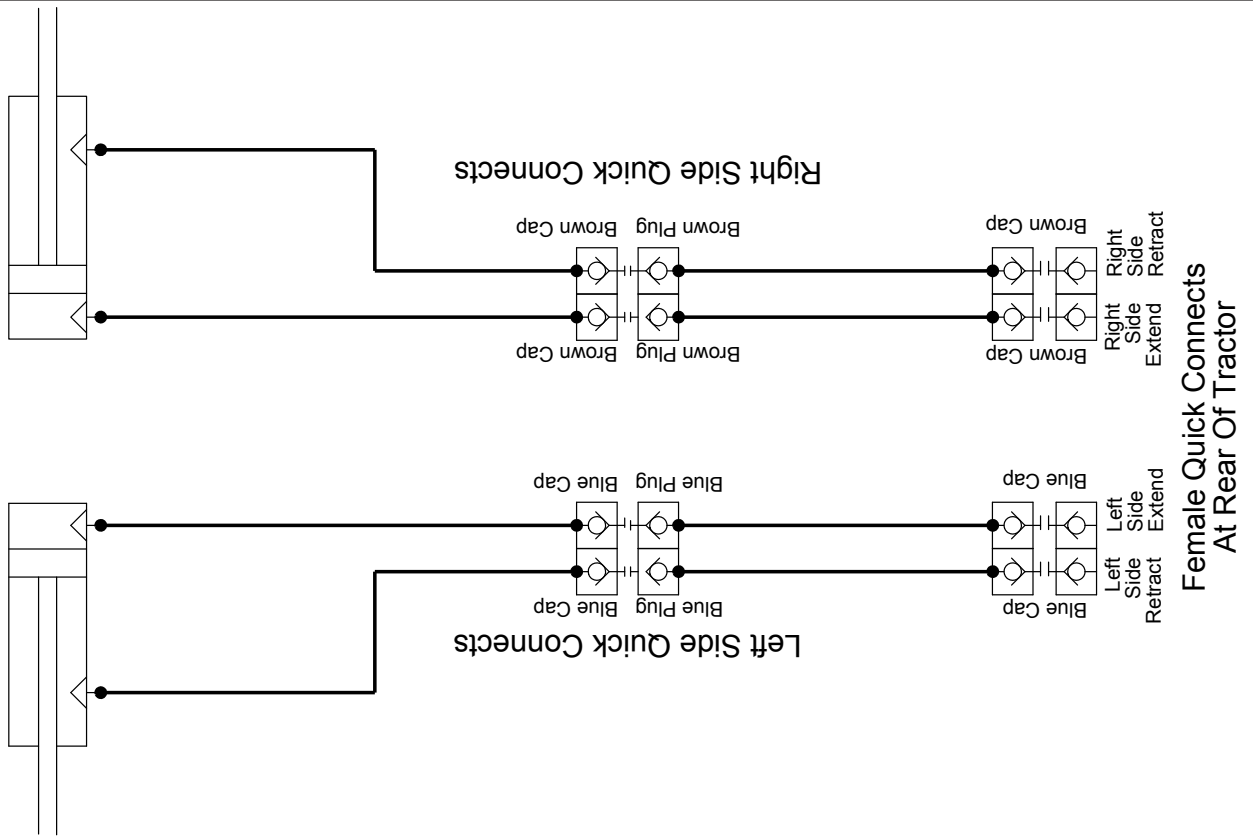 Right Side Quick Connects
Brown Cap
Brown Plug
Brown Cap
Right
Side
Retract
Brown Cap
Brown Plug
Brown Cap
Right
Side
Extend
Blue Cap
Blue Plug
Blue Cap
Left
Side
Extend
Blue Cap
Blue Plug
Blue Cap
Left
Side
Retract
Left Side Quick Connects
Female Quick Connects
At Rear Of Tractor